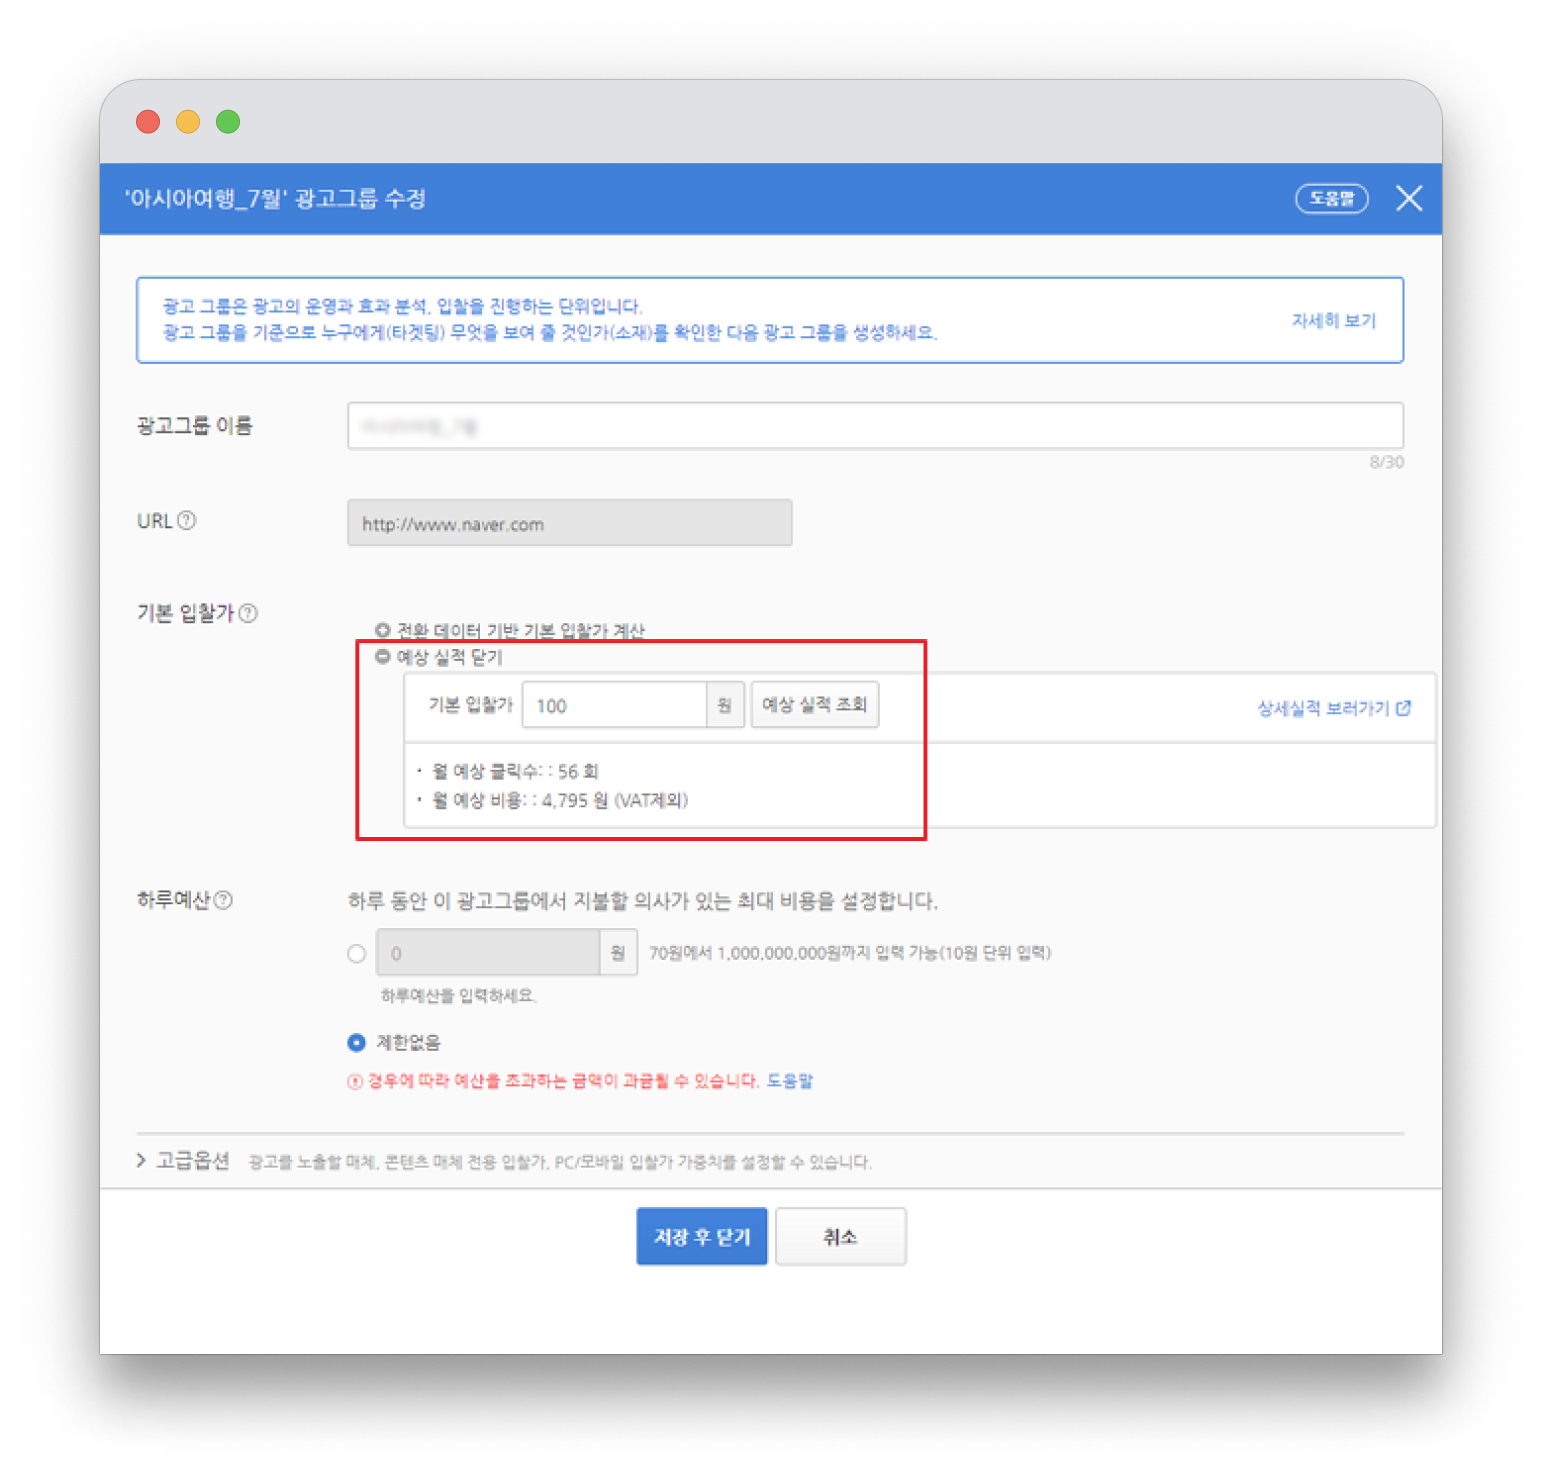 '아시아여행_7월' 광고그룹 수정
도움말
광고 그룹은 광고의 운영과 효과 분석, 입찰을 진행하는 단위입니다.
광고 그룹을 기준으로 누구에게(타겟팅) 무엇을 보여 줄 것인가(소재)를 확인한 다음 광고 그룹을 생성하세요.
자세히 보기
광고그룹 이름
8/30
URL ?
http://www.naver.com
기본 입찰가 ?
전환 데이터 기반 기본 입찰가 계산
예상 실적 닫기
기본 입찰가 100 원 예상 실적 조회
상세실적 보러가기
· 월 예상 클릭수: : 56 회
· 월 예상 비용: : 4,795 원 (VAT제외)
하루예산 ?
하루 동안 이 광고그룹에서 지불할 의사가 있는 최대 비용을 설정합니다.
0 원 70원에서 1,000,000,000원까지 입력 가능(10원 단위 입력)
하루예산을 입력하세요.
제한없음
! 경우에 따라 예산을 초과하는 금액이 과금될 수 있습니다. 도움말
> 고급옵션 광고를 노출할 매체, 콘텐츠 매체 전용 입찰가, PC/모바일 입찰가 가중치를 설정할 수 있습니다.
저장 후 닫기
취소